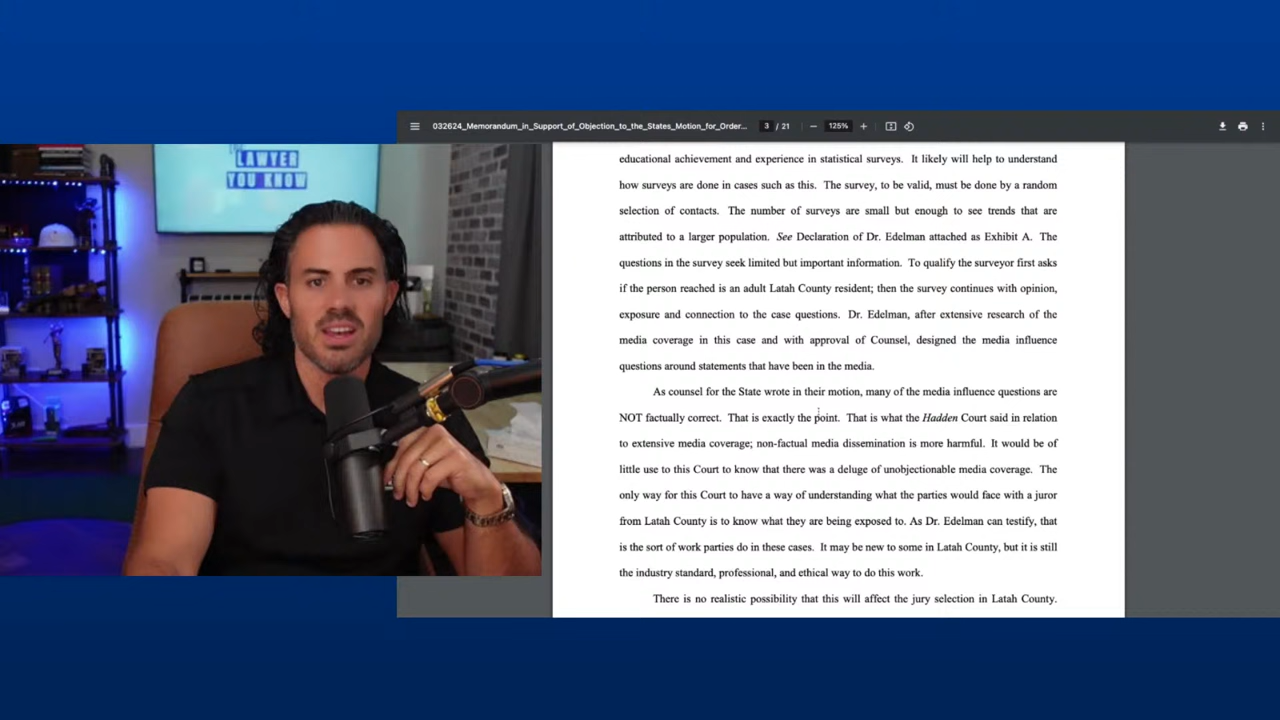 THE
LAWYER
YOU KNOW
032624_Memorandum_in_Support_of_Objection_to_the_States_Motion_for_Order... 3 / 21 125%
educational achievement and experience in statistical surveys. It likely will help to understand
how surveys are done in cases such as this. The survey, to be valid, must be done by a random
selection of contacts. The number of surveys are small but enough to see trends that are
attributed to a larger population. See Declaration of Dr. Edelman attached as Exhibit A. The
questions in the survey seek limited but important information. To qualify the surveyor first asks
if the person reached is an adult Latah County resident; then the survey continues with opinion,
exposure and connection to the case questions. Dr. Edelman, after extensive research of the
media coverage in this case and with approval of Counsel, designed the media influence
questions around statements that have been in the media.
As counsel for the State wrote in their motion, many of the media influence questions are
NOT factually correct. That is exactly the point. That is what the Hadden Court said in relation
to extensive media coverage; non-factual media dissemination is more harmful. It would be of
little use to this Court to know that there was a deluge of unobjectionable media coverage. The
only way for this Court to have a way of understanding what the parties would face with a juror
from Latah County is to know what they are being exposed to. As Dr. Edelman can testify, that
is the sort of work parties do in these cases. It may be new to some in Latah County, but it is still
the industry standard, professional, and ethical way to do this work.
There is no realistic possibility that this will affect the jury selection in Latah County.